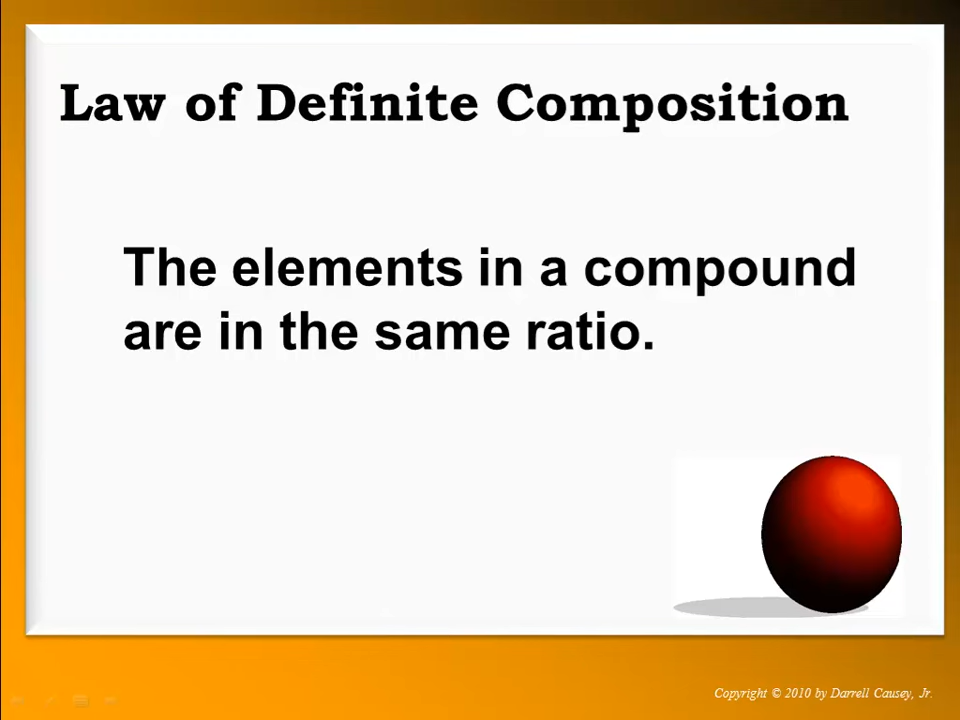 Law of Definite Composition
The elements in a compound
are in the same ratio.
Copyright © 2010 by Darrell Causey, Jr.